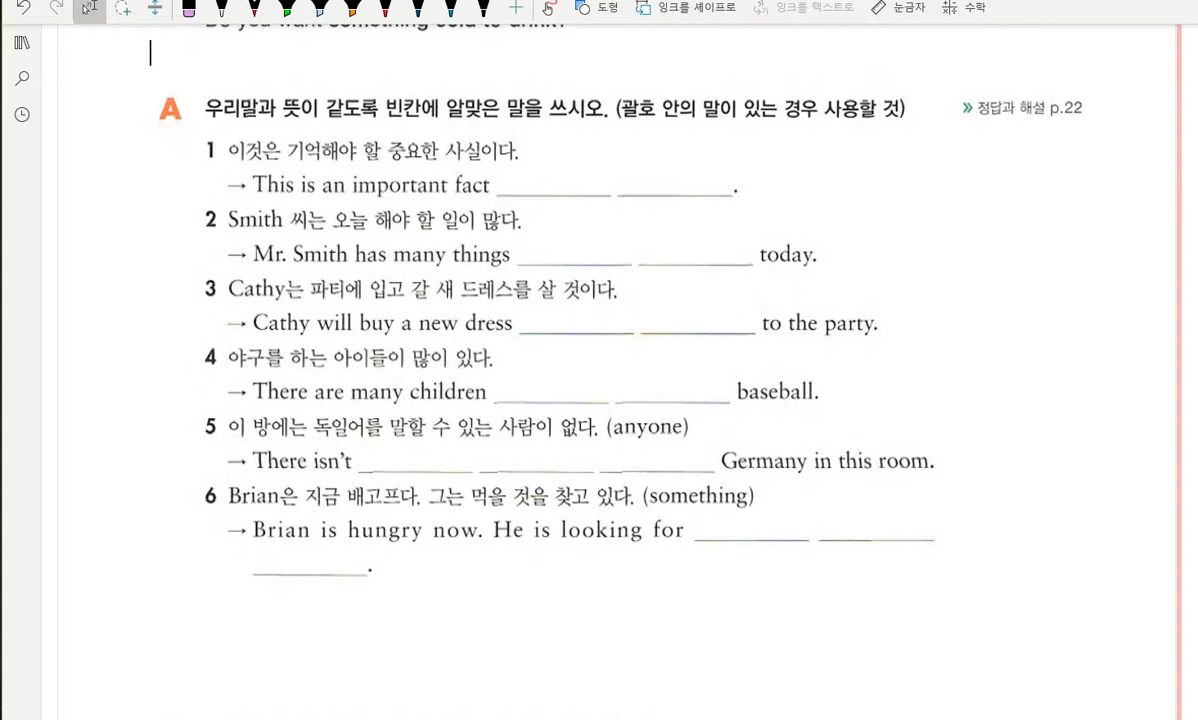 도형 잉크를 셰이프로 잉크를 텍스트로 눈금자 수학
Do you want something cold to drink?
A 우리말과 뜻이 같도록 빈칸에 알맞은 말을 쓰시오. (괄호 안의 말이 있는 경우 사용할 것) » 정답과 해설 p.22
1 이것은 기억해야 할 중요한 사실이다.
→ This is an important fact ________ ________.
2 Smith 씨는 오늘 해야 할 일이 많다.
→ Mr. Smith has many things ________ ________ today.
3 Cathy는 파티에 입고 갈 새 드레스를 살 것이다.
→ Cathy will buy a new dress ________ ________ to the party.
4 야구를 하는 아이들이 많이 있다.
→ There are many children ________ ________ baseball.
5 이 방에는 독일어를 말할 수 있는 사람이 없다. (anyone)
→ There isn't ________ ________ ________ Germany in this room.
6 Brian은 지금 배고프다. 그는 먹을 것을 찾고 있다. (something)
→ Brian is hungry now. He is looking for ________ ________
________.